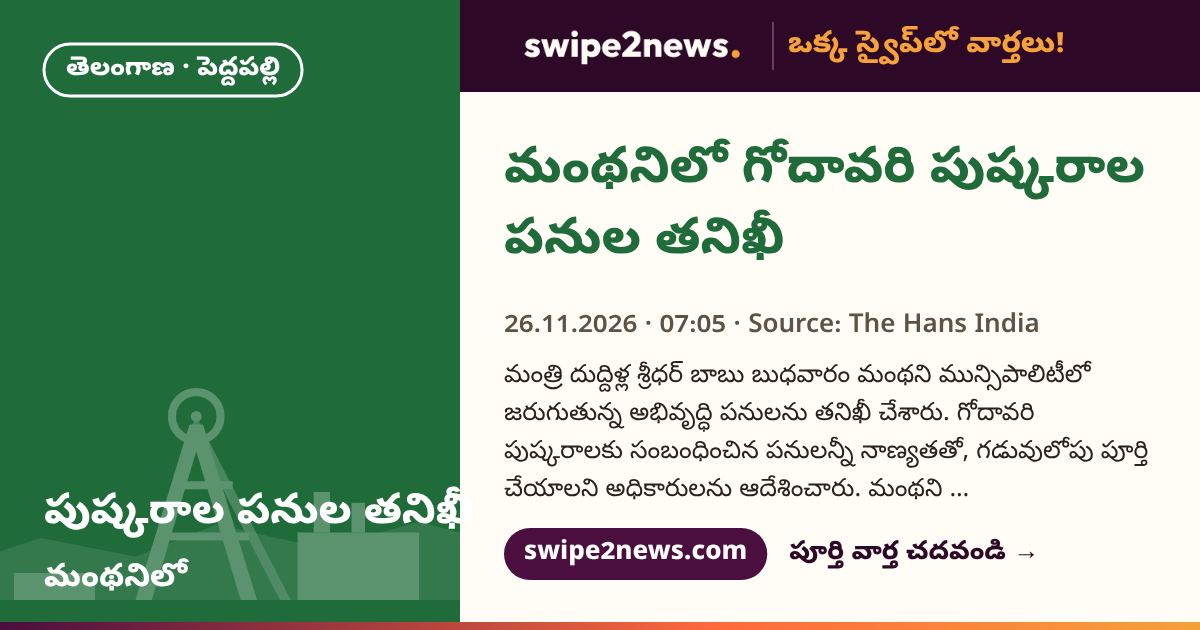 తెలంగాణ · పెద్దపల్లి
swipe2news.
ఒక్క స్వైప్‌లో వార్తలు!
మంథనిలో గోదావరి పుష్కరాల
పనుల తనిఖీ
26.11.2026 · 07:05 · Source: The Hans India
మంత్రి దుద్దిళ్ల శ్రీధర్ బాబు బుధవారం మంథని మున్సిపాలిటీలో
జరుగుతున్న అభివృద్ధి పనులను తనిఖీ చేశారు. గోదావరి
పుష్కరాలకు సంబంధించిన పనులన్నీ నాణ్యతతో, గడువులోపు పూర్తి
చేయాలని అధికారులను ఆదేశించారు. మంథని ...
పుష్కరాల పనుల తనిఖీ
మంథనిలో
swipe2news.com
పూర్తి వార్త చదవండి →